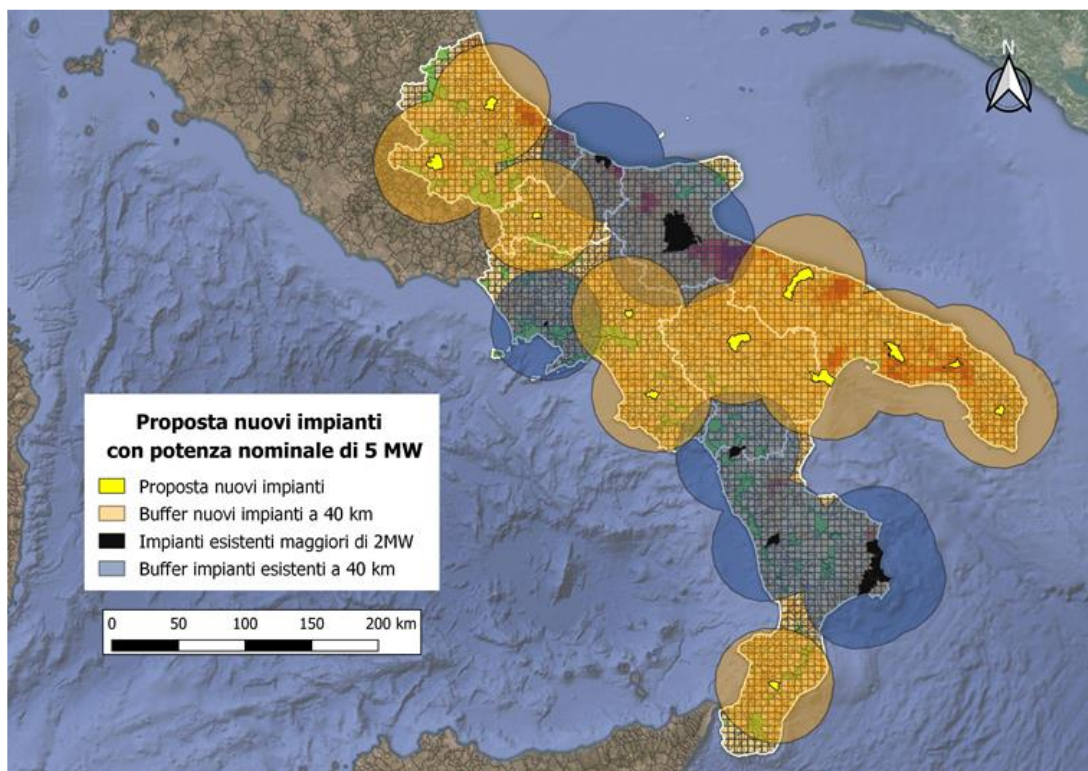 N
Proposta nuovi impianti
con potenza nominale di 5 MW
Proposta nuovi impianti
Buffer nuovi impianti a 40 km
Impianti esistenti maggiori di 2MW
Buffer impianti esistenti a 40 km
0 50 100 150 200 km